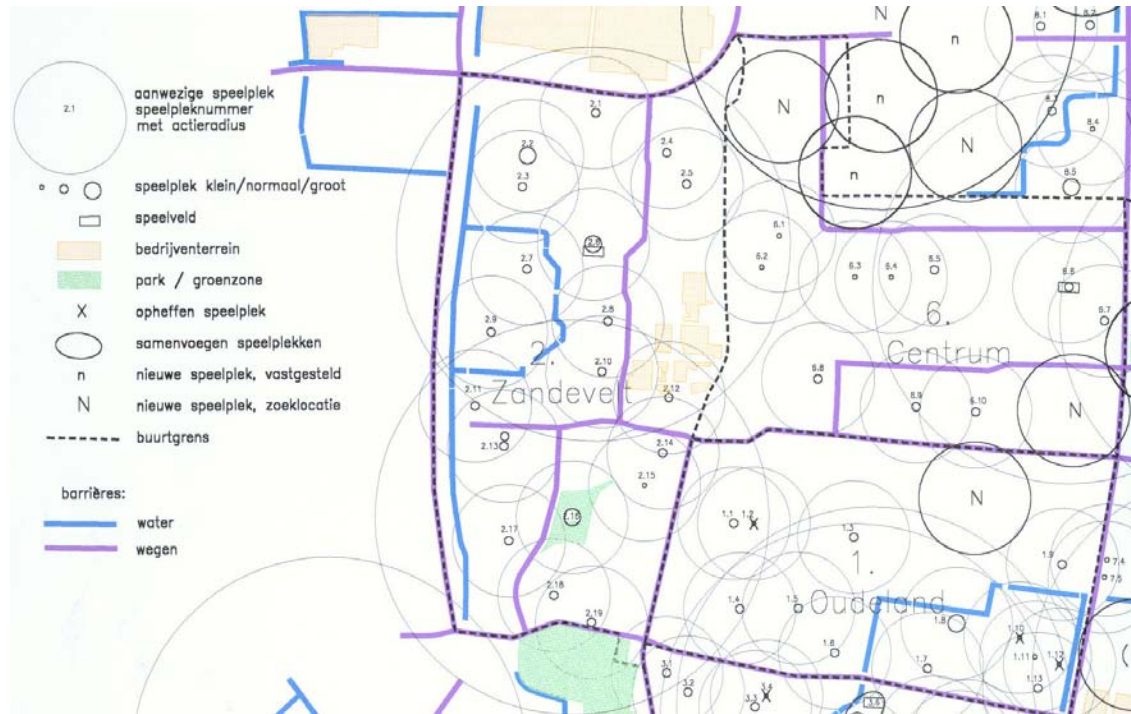 2.1
aanwezige speelplek
speelpleknummer
met actieradius
speelplek klein/normaal/groot
speelveld
bedrijventerrein
park / groenzone
X opheffen speelplek
samenvoegen speelplekken
n nieuwe speelplek, vastgesteld
N nieuwe speelplek, zoeklocatie
buurtgrens
barrières:
water
wegen
N
n
8.1
8.2
2.1
N
n
8.3
8.4
2.2
2.4
N
2.3
2.5
n
8.5
6.1
2.6
2.7
6.2
6.3
6.4
6.5
6.6
2.9
2.8
6.
6.7
2.
Centrum
2.10
6.8
Zandevelt
2.11
2.12
6.9
6.10
N
2.13
2.14
2.15
N
2.16
1.1
1.2
1.3
2.17
1.
1.9
7.4
7.5
2.18
1.4
1.5
Oudeland
2.19
1.8
1.10
1.6
1.11
1.12
3.1
1.7
3.2
1.13
3.3
3.4
3.6